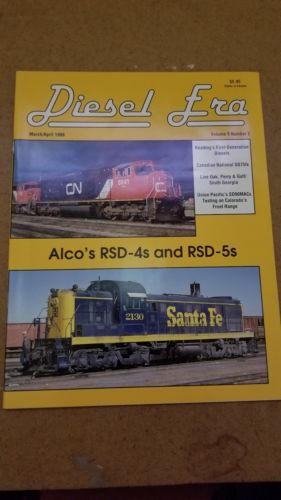 $5.95
Diesel Era
March/April 1998
Volume 9 Number 2
Reading's First-Generation
Diesels
Canadian National SD70Is
Live Oak, Perry & Gulf/
South Georgia
Union Pacific's SD90MACs
Testing on Colorado's
Front Range
CN
Alco's RSD-4s and RSD-5s
2130
Santa Fe